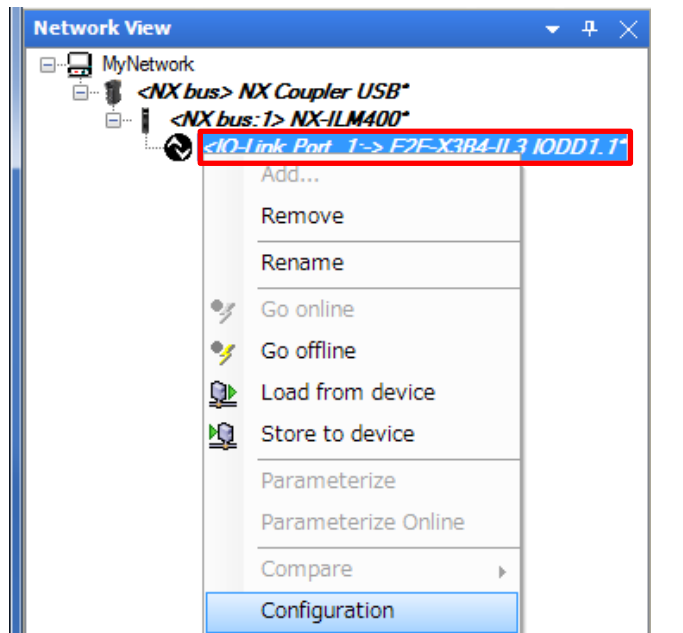 Network View
MyNetwork
<NX bus> NX Coupler USB*
<NX bus:1> NX-ILM400*
<IO-Link Port_1:-> E2E-X3B4-IL3 IODD1.1*
Add...
Remove
Rename
Go online
Go offline
Load from device
Store to device
Parameterize
Parameterize Online
Compare
Configuration